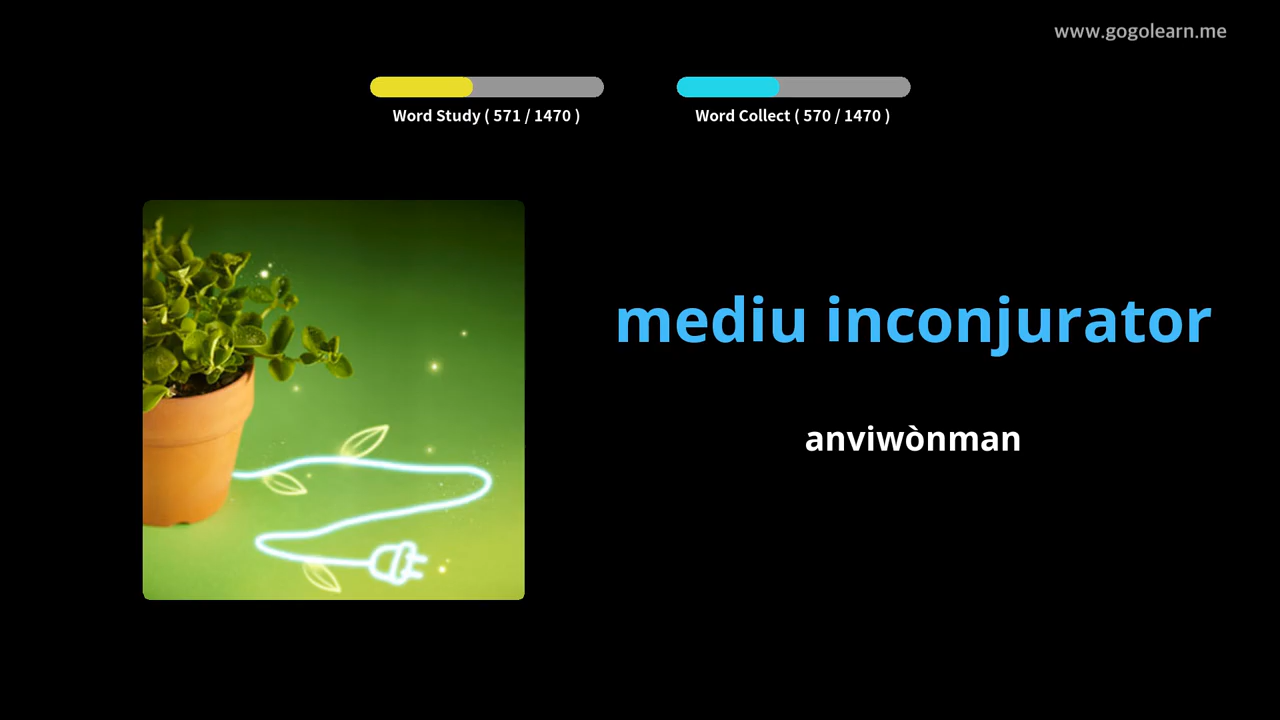 www.gogolearn.me
Word Study ( 571 / 1470 )
Word Collect ( 570 / 1470 )
mediu inconjurator
anviwònman